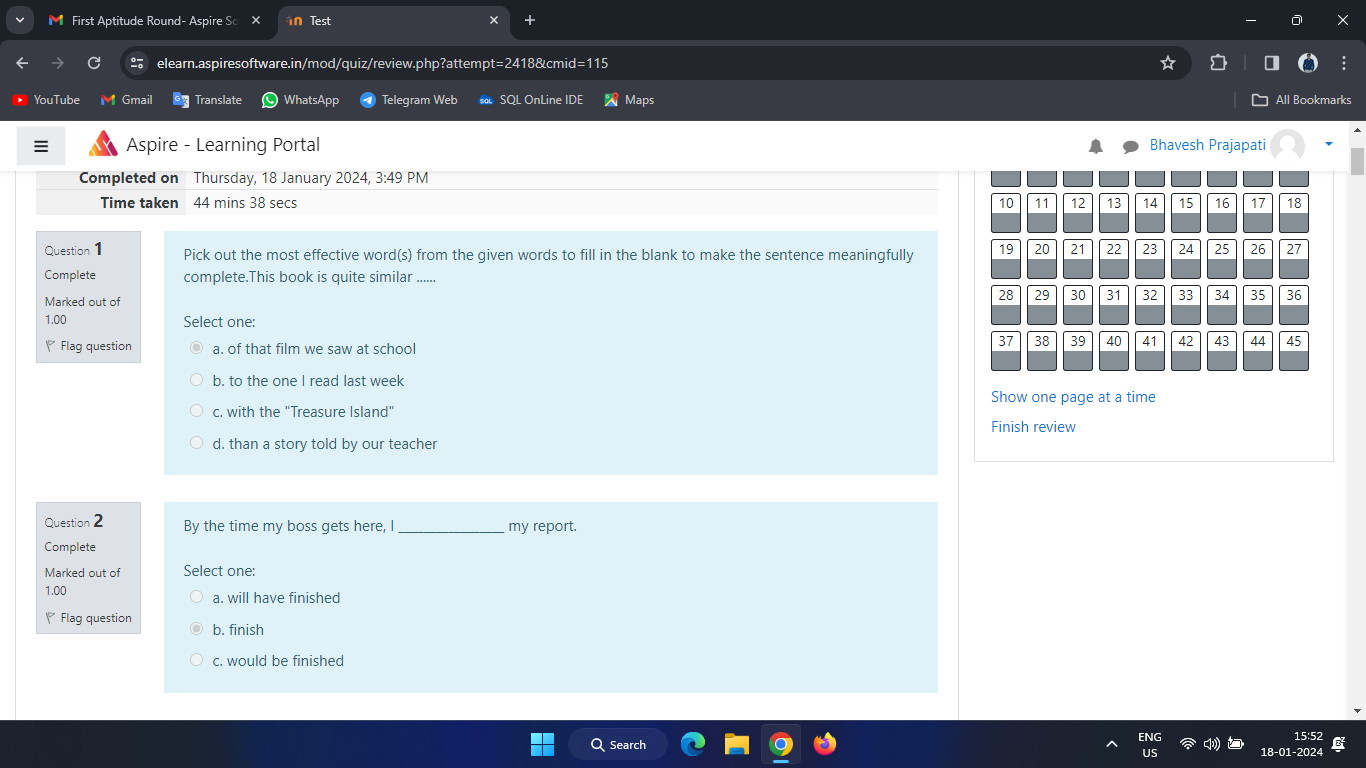 First Aptitude Round- Aspire So
Test
elearn.aspiresoftware.in/mod/quiz/review.php?attempt=2418&cmid=115
YouTube Gmail Translate WhatsApp Telegram Web SQL OnLine IDE Maps All Bookmarks
Aspire - Learning Portal
Bhavesh Prajapati
Completed on Thursday, 18 January 2024, 3:49 PM
Time taken 44 mins 38 secs
Question 1
Complete
Marked out of
1.00
Flag question
Pick out the most effective word(s) from the given words to fill in the blank to make the sentence meaningfully
complete.This book is quite similar ......
Select one:
a. of that film we saw at school
b. to the one I read last week
c. with the "Treasure Island"
d. than a story told by our teacher
Question 2
Complete
Marked out of
1.00
Flag question
By the time my boss gets here, I _______________ my report.
Select one:
a. will have finished
b. finish
c. would be finished
10 11 12 13 14 15 16 17 18
19 20 21 22 23 24 25 26 27
28 29 30 31 32 33 34 35 36
37 38 39 40 41 42 43 44 45
Show one page at a time
Finish review
Search
ENG
US
15:52
18-01-2024